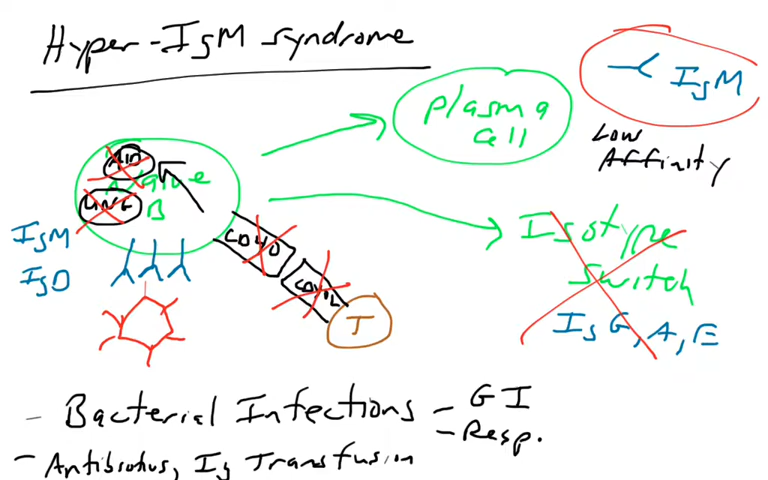 Hyper-IgM syndrome
IgM
Low
Affinity
Plasma
Cell
AID
Naive
B
UNG
IgM
IgD
CD40
CD40L
T
Isotype
Switch
IgG, A, E
- Bacterial Infections - GI
- Resp.
- Antibiotics, Ig Transfusion